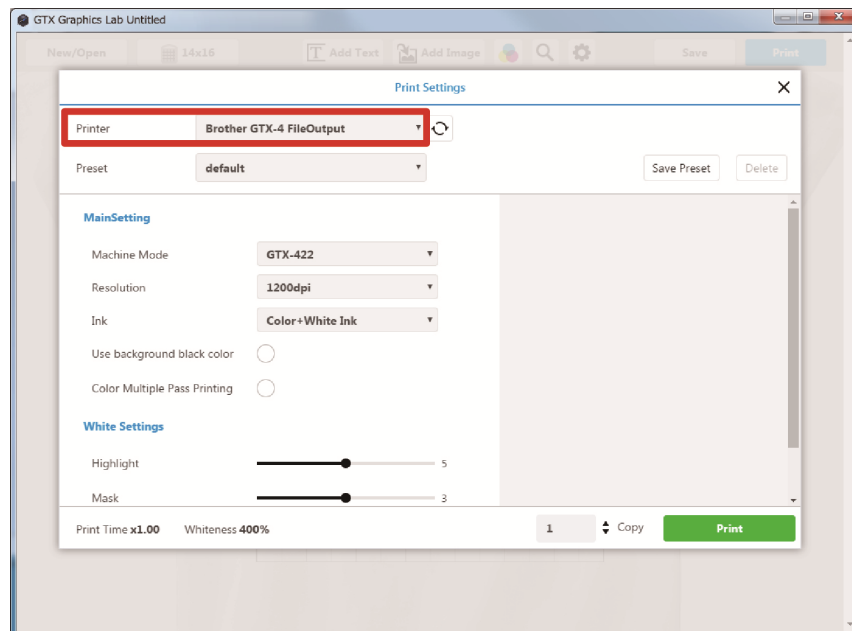 GTX Graphics Lab Untitled
New/Open 14x16 Add Text Add Image Save Print
Print Settings
Printer Brother GTX-4 FileOutput
Preset default Save Preset Delete
MainSetting
Machine Mode GTX-422
Resolution 1200dpi
Ink Color+White Ink
Use background black color
Color Multiple Pass Printing
White Settings
Highlight 5
Mask 3
Print Time x1.00 Whiteness 400% 1 Copy Print